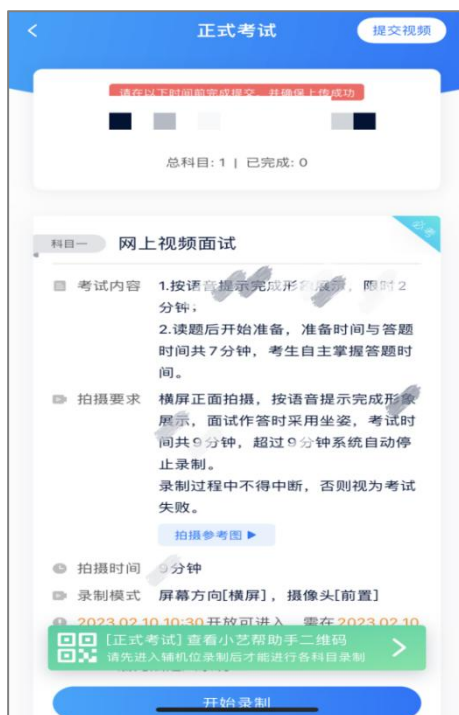 正式考试
提交视频
请在以下时间前完成提交，并确保上传成功
总科目: 1 | 已完成: 0
科目一
网上视频面试
必考
考试内容
1.按语音提示完成形象展示，限时2
分钟；
2.读题后开始准备，准备时间与答题
时间共7分钟，考生自主掌握答题时
间。
拍摄要求
横屏正面拍摄，按语音提示完成形象
展示，面试作答时采用坐姿，考试时
间共9分钟，超过9分钟系统自动停
止录制。
录制过程中不得中断，否则视为考试
失败。
拍摄参考图
拍摄时间
9分钟
录制模式
屏幕方向[横屏]，摄像头[前置]
2023.02.10 10:30 开放可进入，需在 2023.02.10
[正式考试] 查看小艺帮助手二维码
请先进入辅机位录制后才能进行各科目录制
开始录制